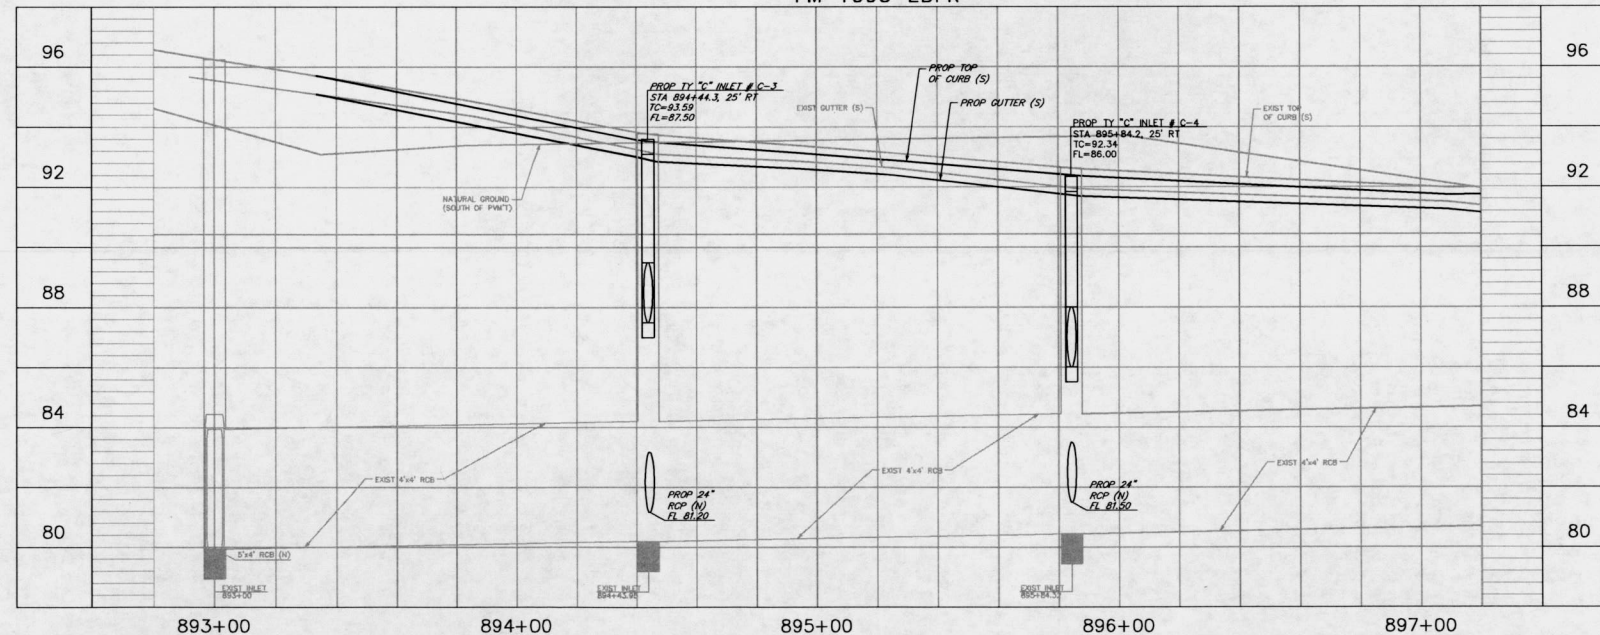 96
92
88
84
80
96
92
88
84
80
PROP TY "C" INLET # C-3
STA 894+44.3, 25' RT
TC=93.59
FL=87.50
PROP TOP
OF CURB (S)
EXIST GUTTER (S)
PROP GUTTER (S)
EXIST TOP
OF CURB (S)
PROP TY "C" INLET # C-4
STA 895+84.2, 25' RT
TC=92.34
FL=86.00
NATURAL GROUND
(SOUTH OF PVM'T)
EXIST 4'x4' RCB
EXIST 4'x4' RCB
EXIST 4'x4' RCB
PROP 24"
RCP (N)
FL 81.20
PROP 24"
RCP (N)
FL 81.50
5'x4' RCB (N)
EXIST INLET
893+00
EXIST INLET
894+43.95
EXIST INLET
893+00 894+00 895+00 896+00 897+00